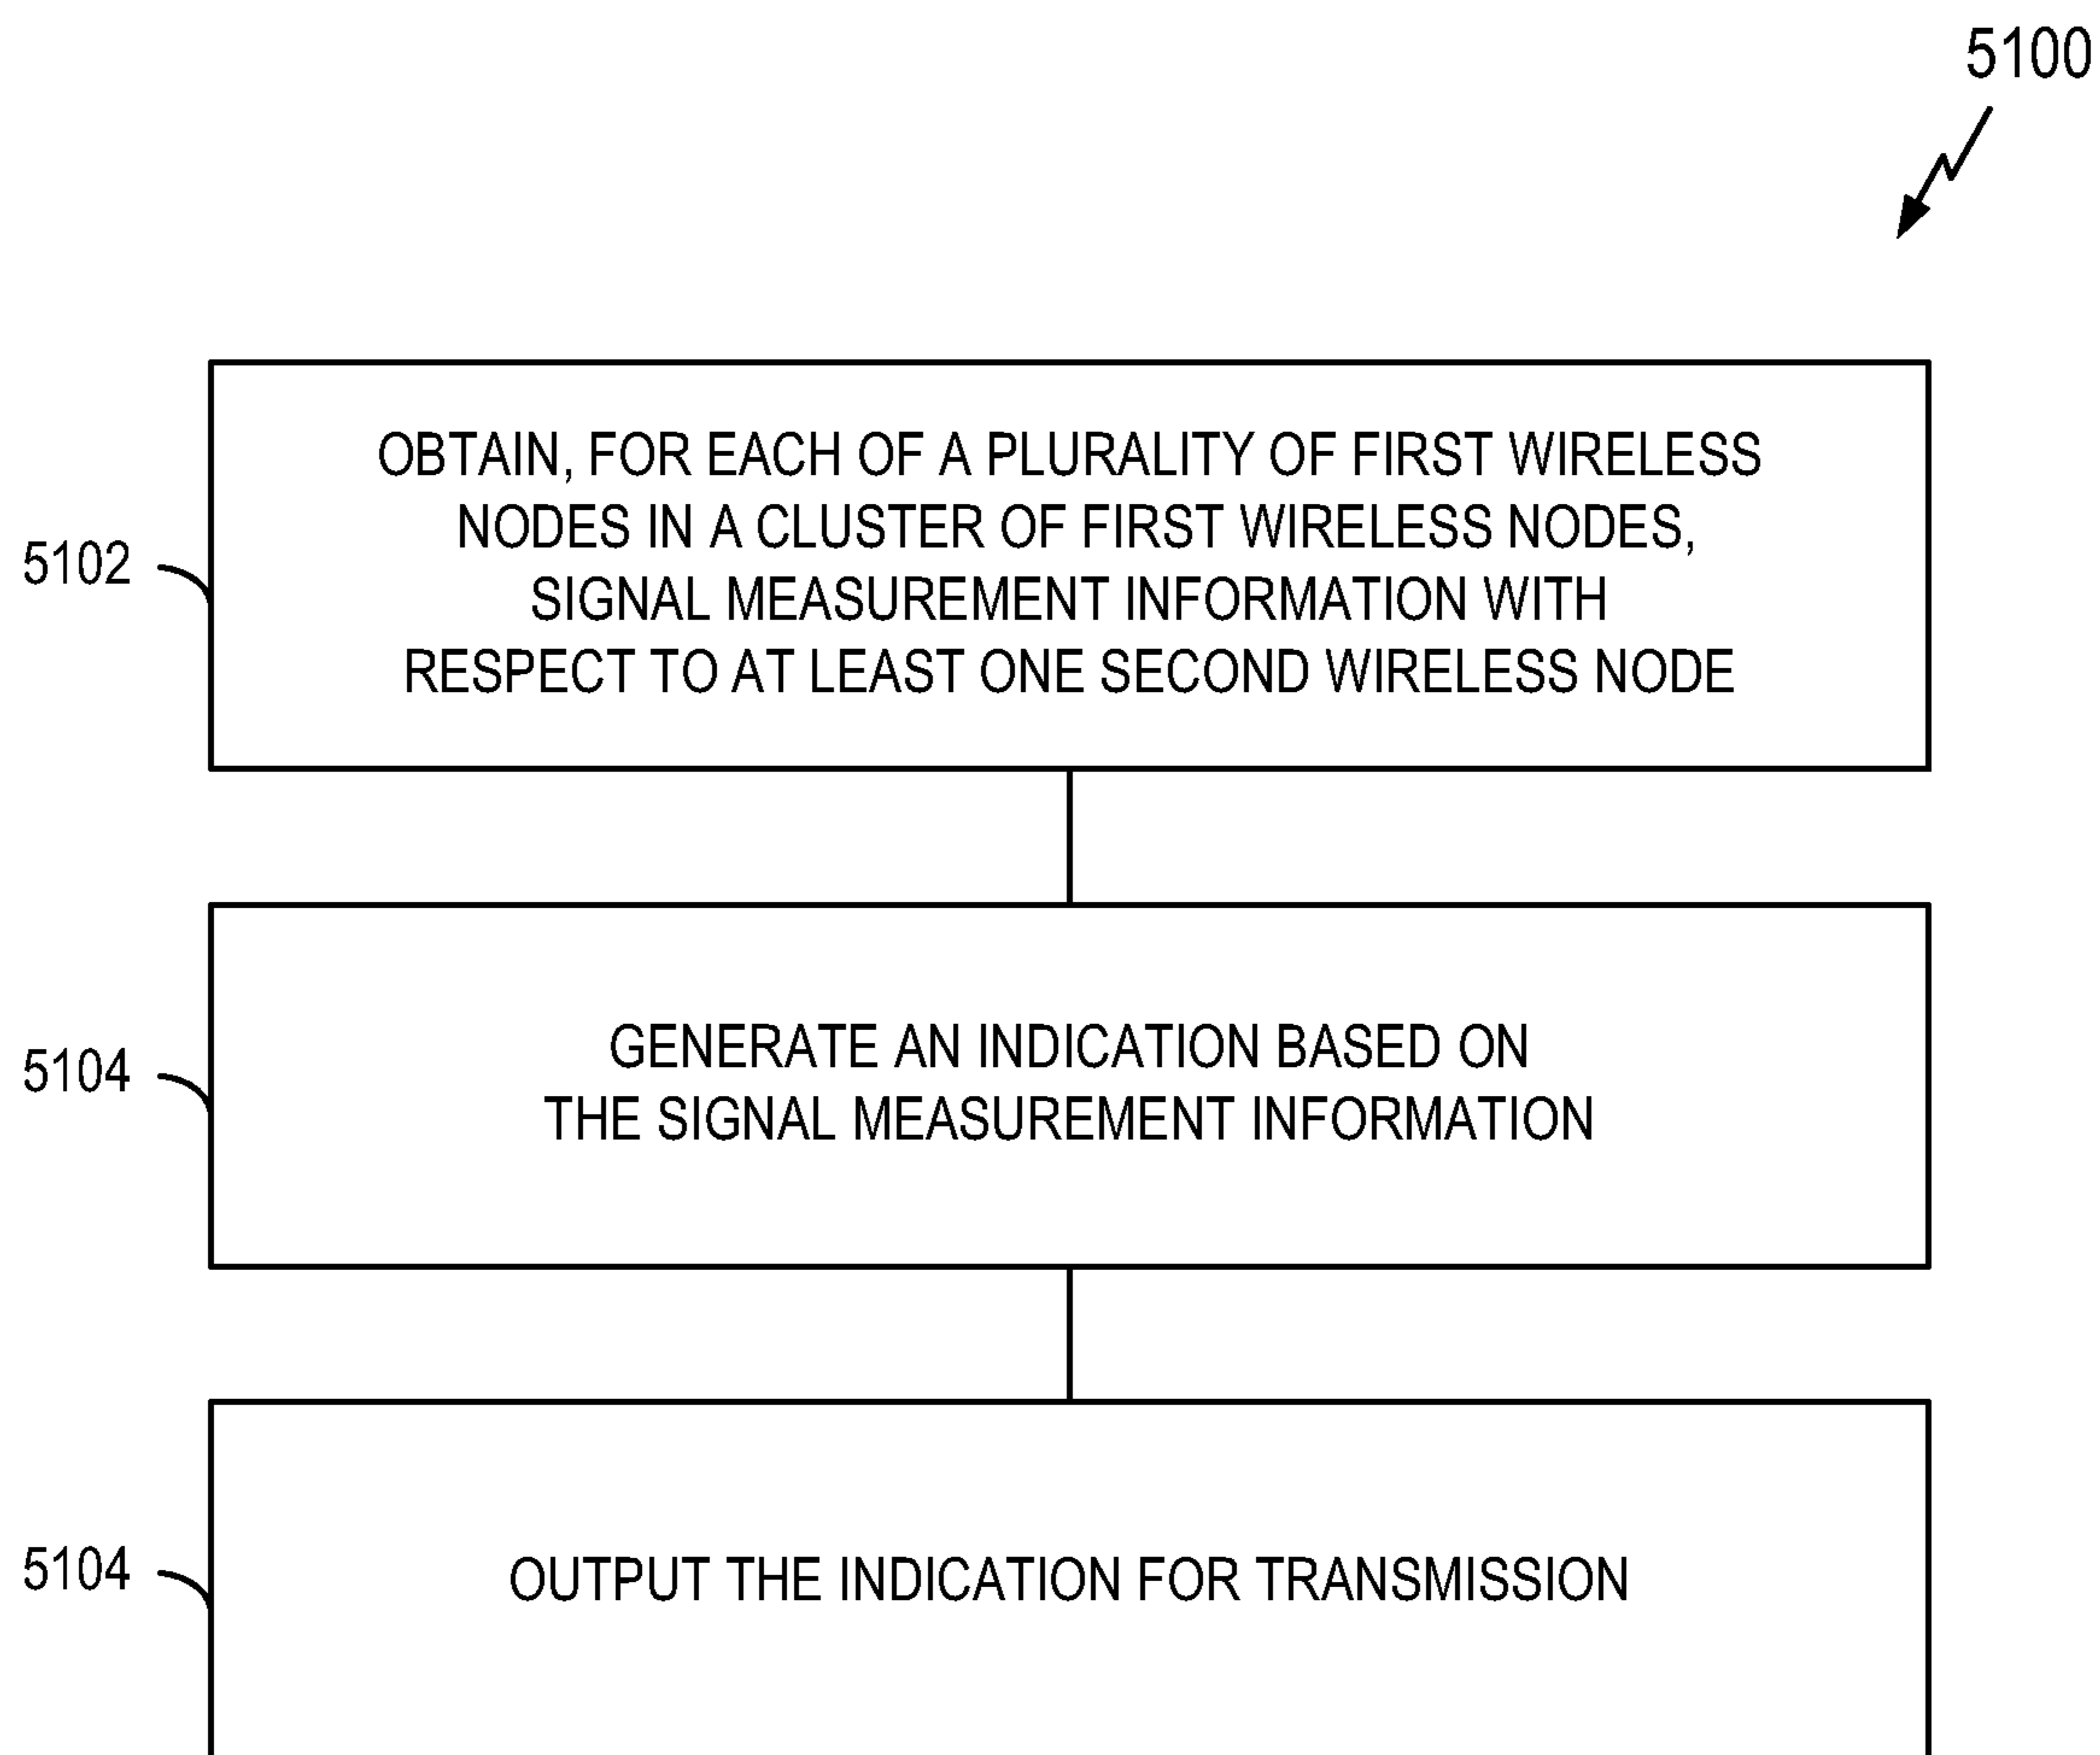 5100
OBTAIN, FOR EACH OF A PLURALITY OF FIRST WIRELESS
NODES IN A CLUSTER OF FIRST WIRELESS NODES,
SIGNAL MEASUREMENT INFORMATION WITH
RESPECT TO AT LEAST ONE SECOND WIRELESS NODE
5102
GENERATE AN INDICATION BASED ON
THE SIGNAL MEASUREMENT INFORMATION
5104
OUTPUT THE INDICATION FOR TRANSMISSION
5104